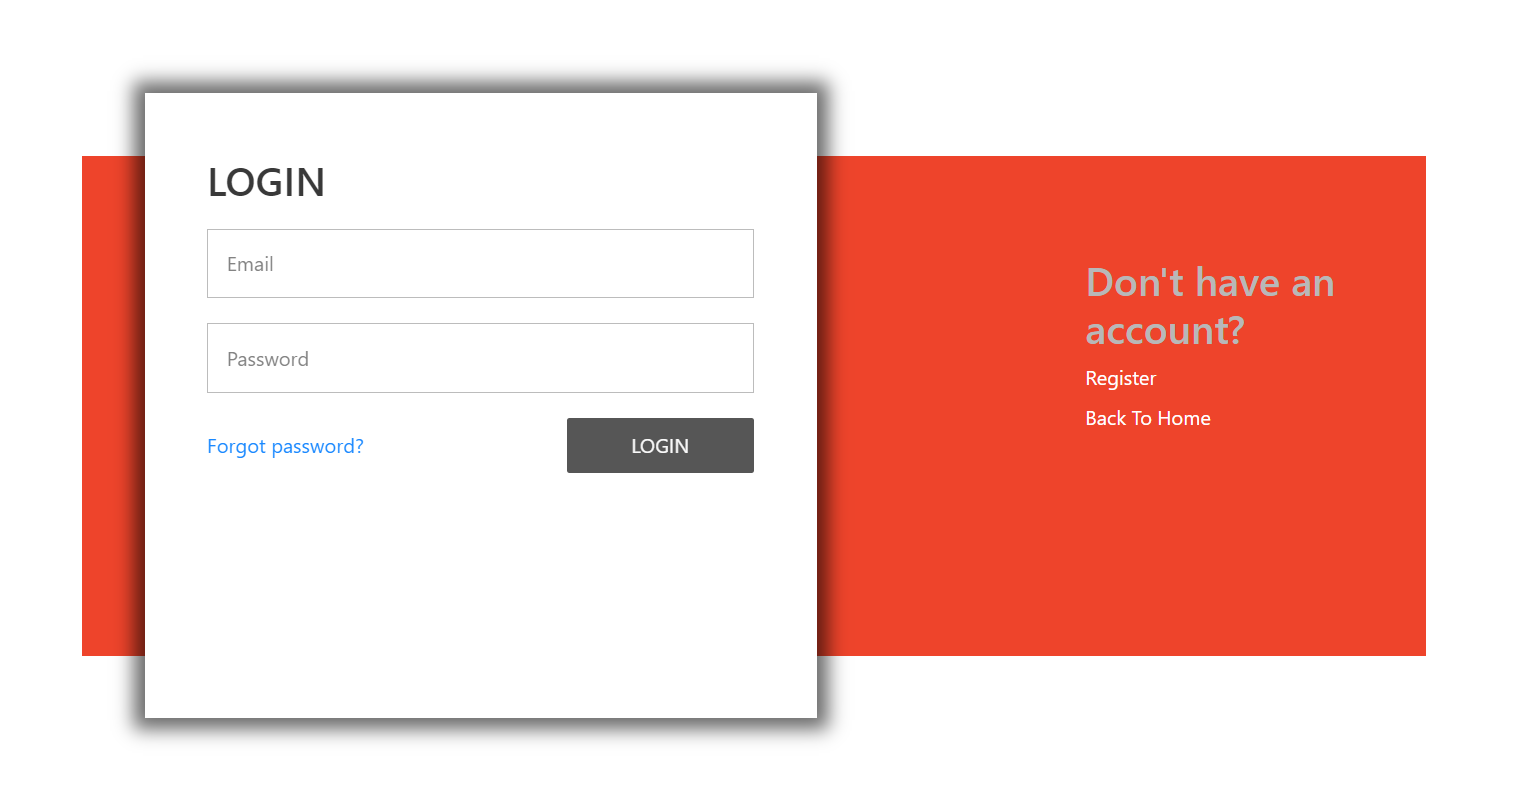 LOGIN
Email
Password
Forgot password?
LOGIN
Don't have an
account?
Register
Back To Home